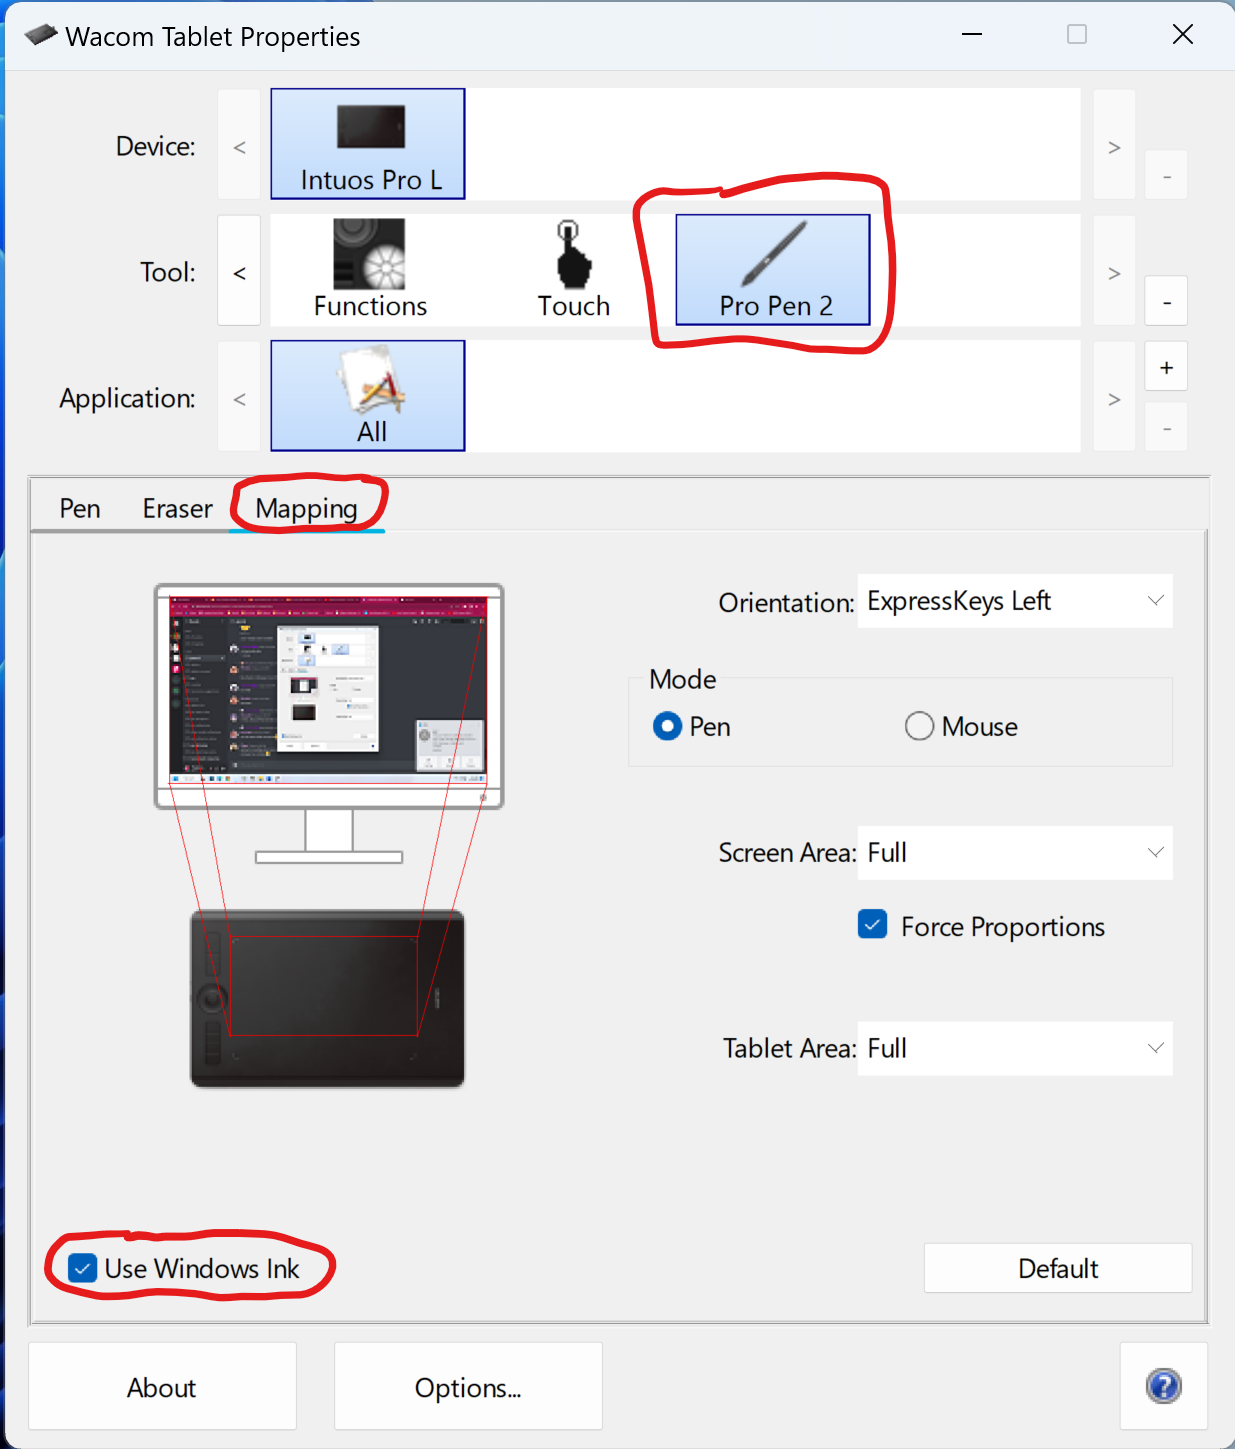 Wacom Tablet Properties
Device:
<
Intuos Pro L
>
-
Tool:
<
Functions
Touch
Pro Pen 2
>
-
Application:
<
All
>
+
-
Pen
Eraser
Mapping
Orientation:
ExpressKeys Left
Mode
Pen
Mouse
Screen Area:
Full
Force Proportions
Tablet Area:
Full
Use Windows Ink
Default
About
Options...
?